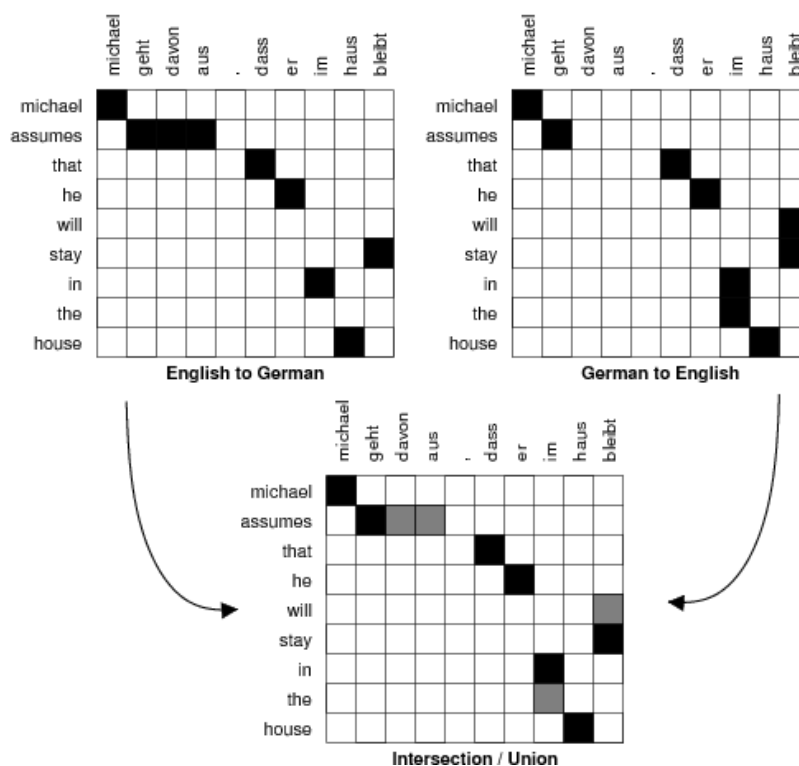 michael geht davon aus , dass er im haus bleibt
michael
assumes
that
he
will
stay
in
the
house
English to German
michael geht davon aus , dass er im haus bleibt
michael
assumes
that
he
will
stay
in
the
house
German to English
michael geht davon aus , dass er im haus bleibt
michael
assumes
that
he
will
stay
in
the
house
Intersection / Union